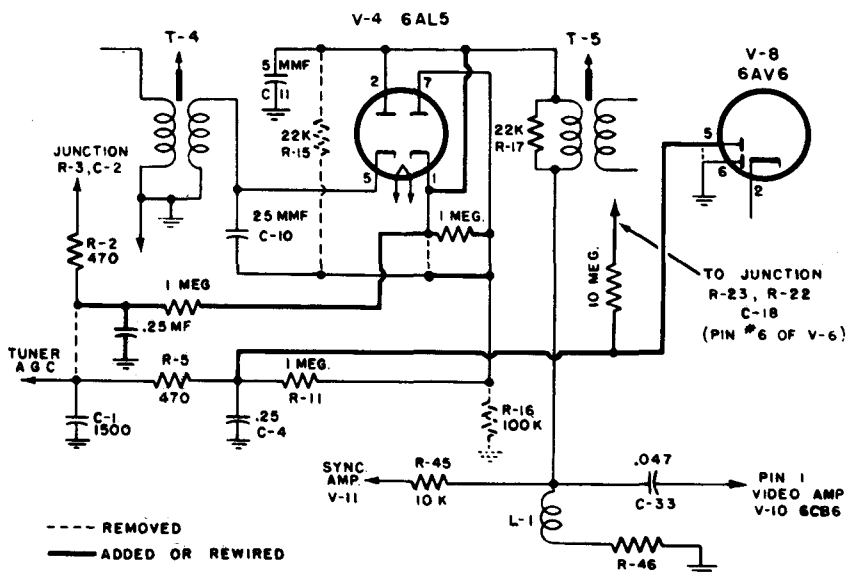 V-4 6AL5
T-4
T-5
V-8
6AV6
5 MMF
C 11
2
7
22K
R-15
22K
R-17
5
6
2
JUNCTION
R-3, C-2
5
1
25 MMF
C-10
1 MEG.
R-2
470
1 MEG
.25 MF
10 MEG.
TO JUNCTION
R-23, R-22
C-18
(PIN #6 OF V-6)
TUNER
AGC
R-5
470
1 MEG.
R-11
C-1
1500
.25
C-4
R-16
100K
SYNC.
AMP.
V-11
R-45
10 K
.047
C-33
PIN 1
VIDEO AMP
V-10 6CB6
L-1
R-46
---- REMOVED
ADDED OR REWIRED